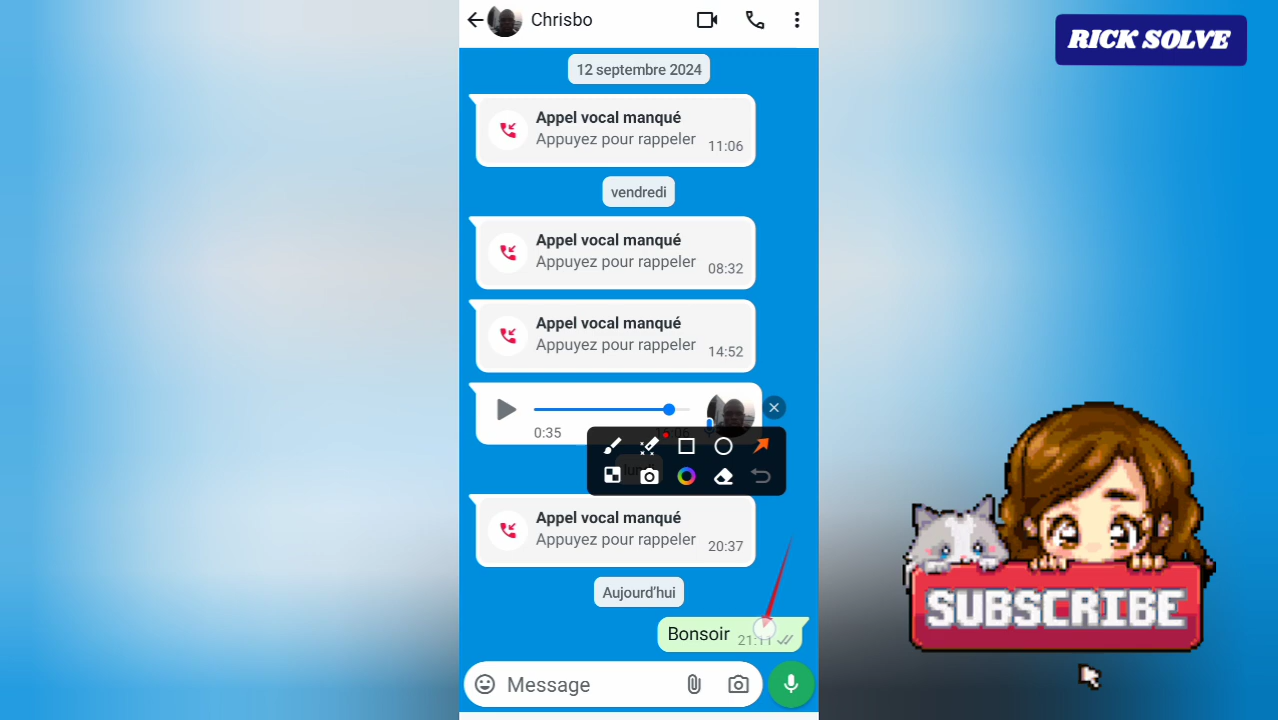 Chrisbo
RICK SOLVE
12 septembre 2024
Appel vocal manqué
Appuyez pour rappeler
11:06
vendredi
Appel vocal manqué
Appuyez pour rappeler
08:32
Appel vocal manqué
Appuyez pour rappeler
14:52
0:35
Appel vocal manqué
Appuyez pour rappeler
20:37
Aujourd'hui
Bonsoir 21:11
SUBSCRIBE
Message